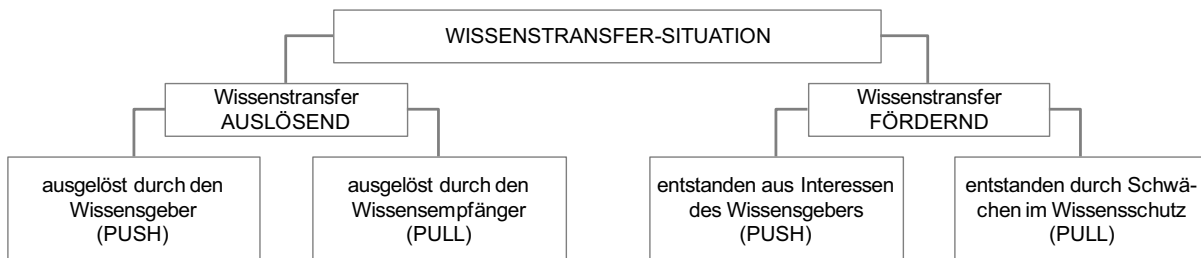 WISSENSTRANSFER-SITUATION
Wissenstransfer
AUSLÖSEND
Wissenstransfer
FÖRDERND
ausgelöst durch den
Wissensgeber
(PUSH)
ausgelöst durch den
Wissensempfänger
(PULL)
entstanden aus Interessen
des Wissensgebers
(PUSH)
entstanden durch Schwä-
chen im Wissensschutz
(PULL)